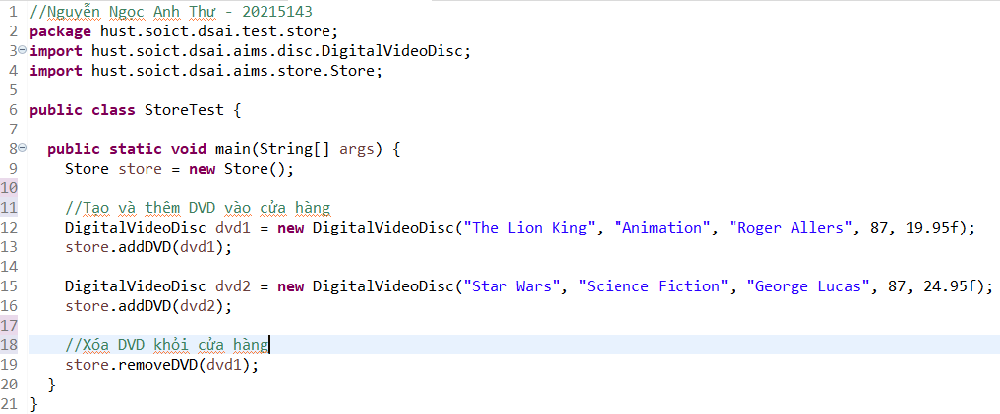 1 //Nguyễn Ngọc Anh Thư - 20215143
2 package hust.soict.dsai.test.store;
3 import hust.soict.dsai.aims.disc.DigitalVideoDisc;
4 import hust.soict.dsai.aims.store.Store;
5
6 public class StoreTest {
7
8 public static void main(String[] args) {
9 Store store = new Store();
10
11 //Tạo và thêm DVD vào cửa hàng
12 DigitalVideoDisc dvd1 = new DigitalVideoDisc("The Lion King", "Animation", "Roger Allers", 87, 19.95f);
13 store.addDVD(dvd1);
14
15 DigitalVideoDisc dvd2 = new DigitalVideoDisc("Star Wars", "Science Fiction", "George Lucas", 87, 24.95f);
16 store.addDVD(dvd2);
17
18 //Xóa DVD khỏi cửa hàng
19 store.removeDVD(dvd1);
20 }
21 }